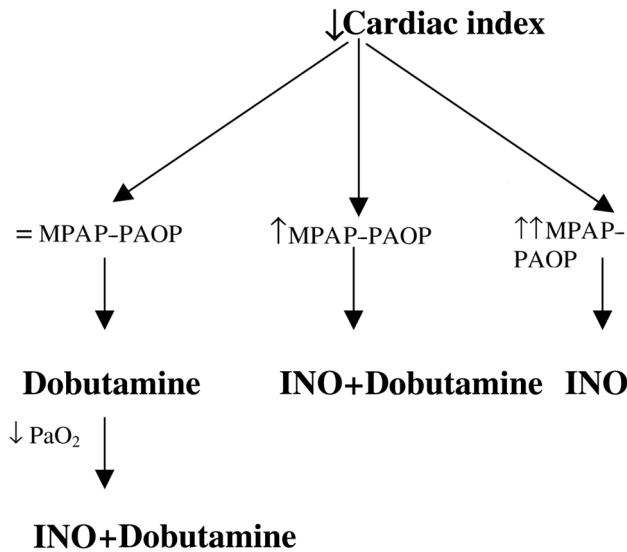 ↓Cardiac index
= MPAP–PAOP
↑MPAP–PAOP
↑↑MPAP–
PAOP
Dobutamine
INO+Dobutamine
INO
↓ PaO₂
INO+Dobutamine